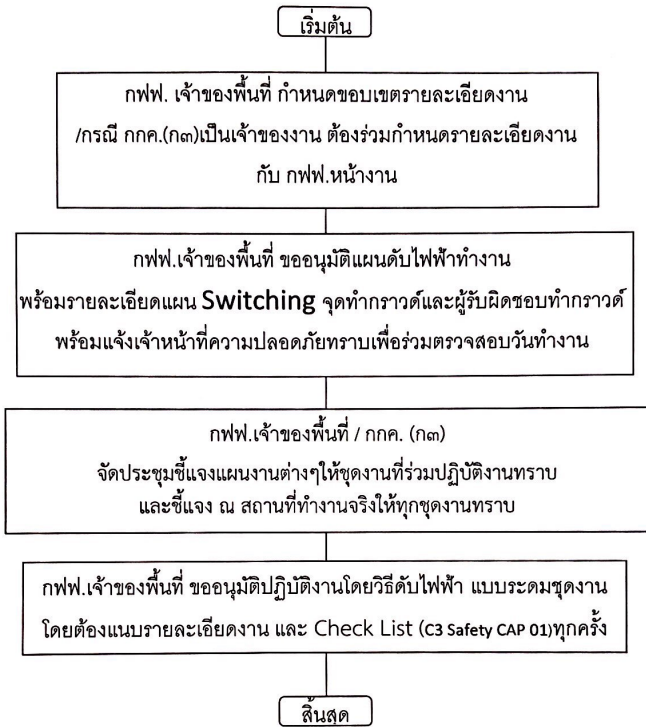 เริ่มต้น
กฟฟ. เจ้าของพื้นที่ กำหนดขอบเขตรายละเอียดงาน
/กรณี กกค.(ก๓)เป็นเจ้าของงาน ต้องร่วมกำหนดรายละเอียดงาน
กับ กฟฟ.หน้างาน
กฟฟ.เจ้าของพื้นที่ ขออนุมัติแผนดับไฟฟ้าทำงาน
พร้อมรายละเอียดแผน Switching จุดทำกราวด์และผู้รับผิดชอบทำกราวด์
พร้อมแจ้งเจ้าหน้าที่ความปลอดภัยทราบเพื่อร่วมตรวจสอบวันทำงาน
กฟฟ.เจ้าของพื้นที่ / กกค. (ก๓)
จัดประชุมชี้แจงแผนงานต่างๆให้ชุดงานที่ร่วมปฏิบัติงานทราบ
และชี้แจง ณ สถานที่ทำงานจริงให้ทุกชุดงานทราบ
กฟฟ.เจ้าของพื้นที่ ขออนุมัติปฏิบัติงานโดยวิธีดับไฟฟ้า แบบระดมชุดงาน
โดยต้องแนบรายละเอียดงาน และ Check List (C3 Safety CAP 01)ทุกครั้ง
สิ้นสุด